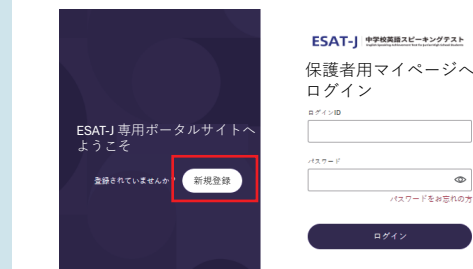 ESAT-J専用ポータルサイトへ
ようこそ
登録されていませんか?
新規登録
ESAT-J 中学校英語スピーキングテスト
保護者用マイページへ
ログイン
ログインID
パスワード
パスワードをお忘れの方
ログイン